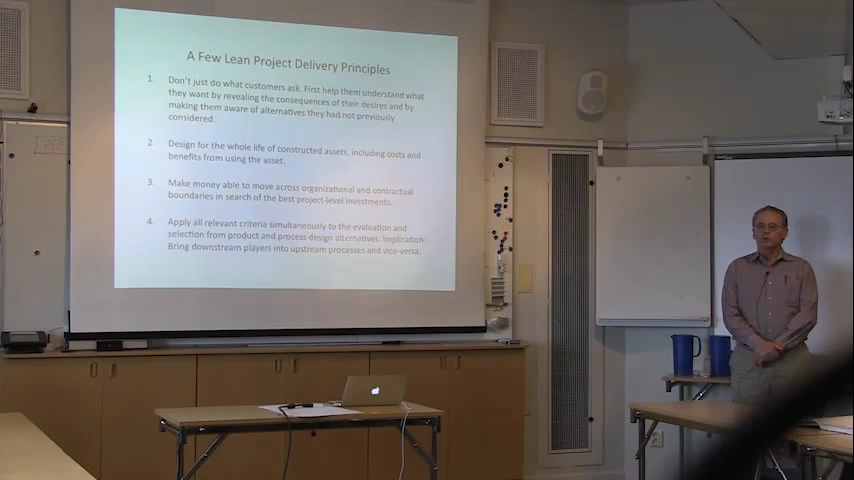 A Few Lean Project Delivery Principles
1. Don't just do what customers ask. First help them understand what
they want by revealing the consequences of their desires and by
making them aware of alternatives they had not previously
considered.
2. Design for the whole life of constructed assets, including costs and
benefits from using the asset.
3. Make money able to move across organizational and contractual
boundaries in search of the best project-level investments.
4. Apply all relevant criteria simultaneously to the evaluation and
selection from product and process design alternatives. Implication:
Bring downstream players into upstream processes and vice-versa.